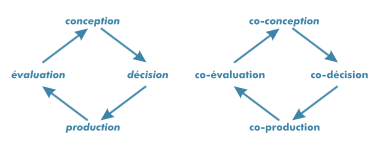 conception
évaluation
décision
production
co-conception
co-évaluation
co-décision
co-production